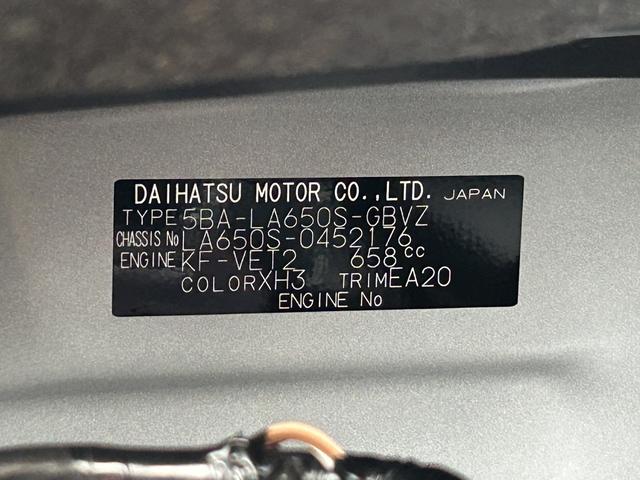 DAIHATSU MOTOR CO.,LTD. JAPAN
TYPE 5BA-LA650S-GBVZ
CHASSIS No LA650S-0452176
ENGINE KF-VET2 658cc
COLOR XH3 TRIM EA20
ENGINE No